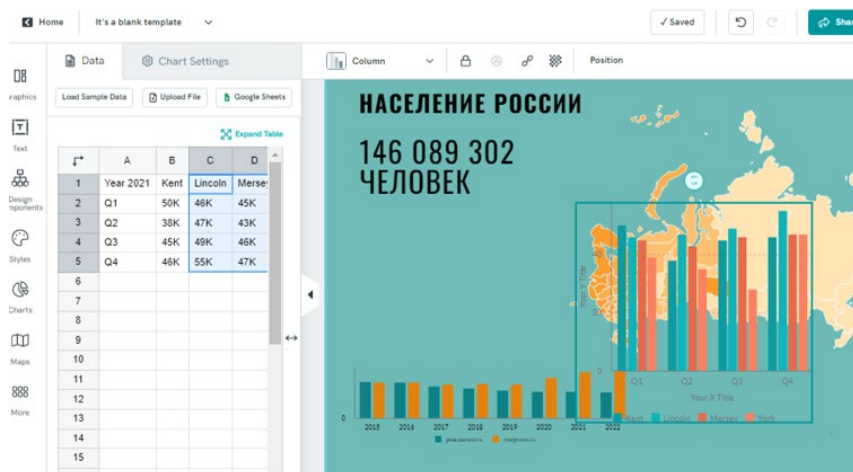 Home
It's a blank template
✓ Saved
Data
Chart Settings
Column
Position
Load Sample Data
Upload File
Google Sheets
Expand Table
Text
Design
Styles
Charts
Maps
More
A B C D
1 Year 2021 Kent Lincoln Mersey
2 Q1 50K 46K 45K
3 Q2 38K 47K 43K
4 Q3 45K 49K 46K
5 Q4 46K 55K 47K
6
7
8
9
10
11
12
13
14
15
НАСЕЛЕНИЕ РОССИИ
146 089 302
ЧЕЛОВЕК
Your Y Title
0
Q1 Q2 Q3 Q4
Your X Title
Kent Lincoln Mersey York
0
2015 2016 2017 2018 2019 2020 2021 2022